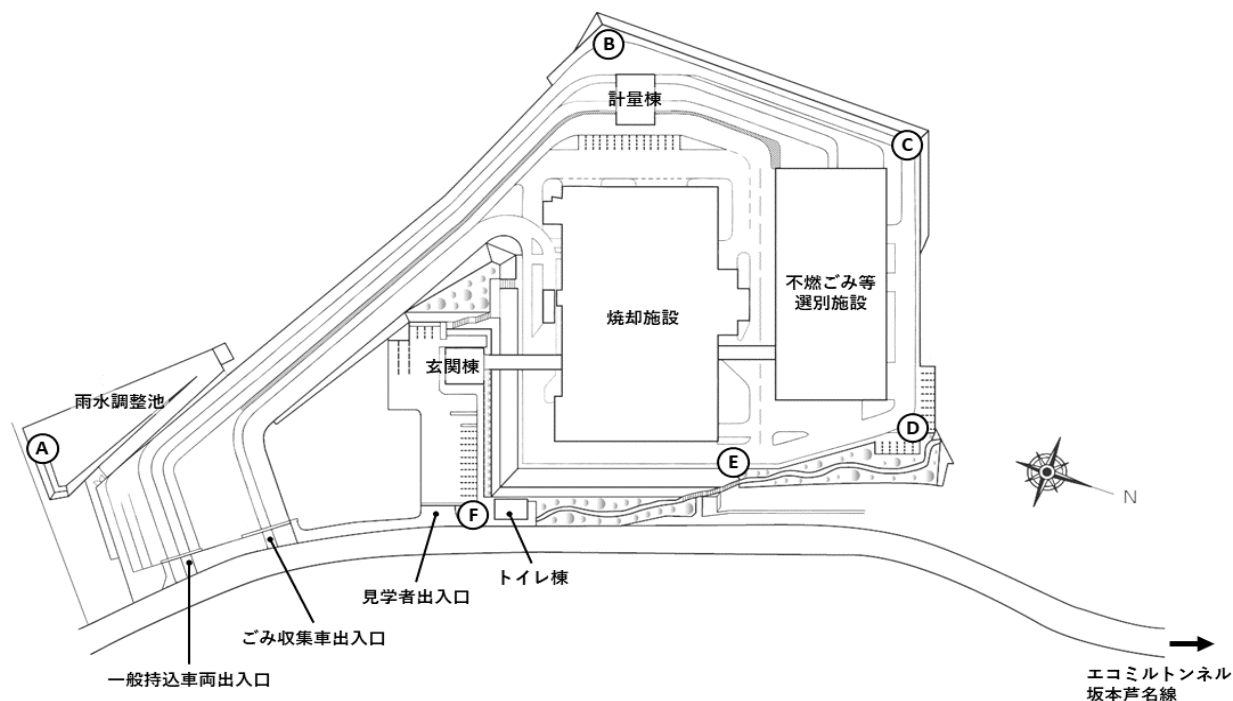 B
計量棟
C
不燃ごみ等
選別施設
焼却施設
玄関棟
雨水調整池
A
D
E
N
F
トイレ棟
見学者出入口
ごみ収集車出入口
一般持込車両出入口
エコミルトンネル
坂本芦名線